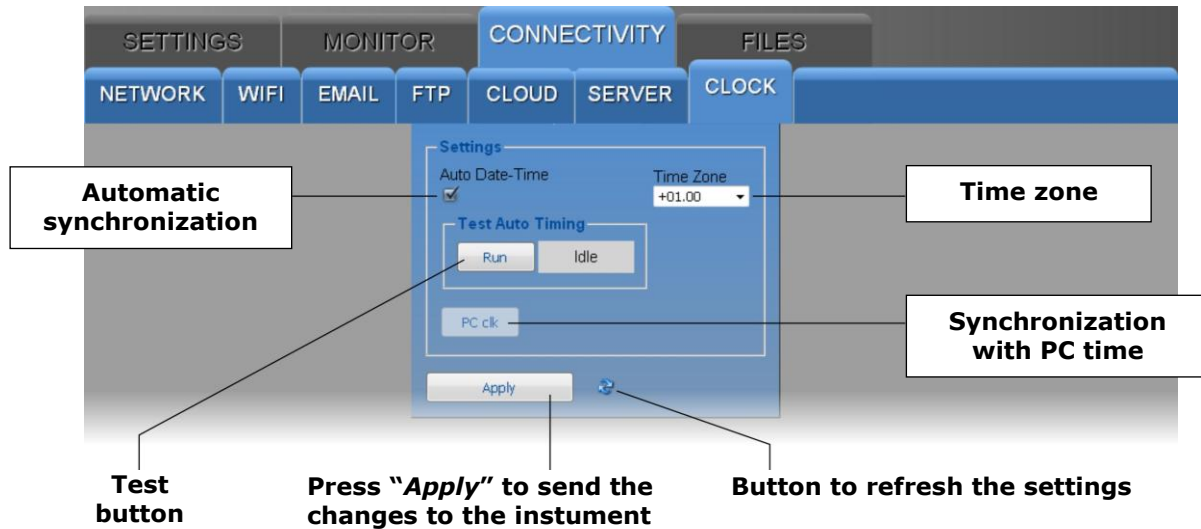 SETTINGS MONITOR CONNECTIVITY FILES
NETWORK WIFI EMAIL FTP CLOUD SERVER CLOCK
Settings
Auto Date-Time
Time Zone
+01.00
Automatic
synchronization
Time zone
Test Auto Timing
Run
Idle
PC clk
Synchronization
with PC time
Apply
Test
button
Press “Apply” to send the
changes to the instument
Button to refresh the settings